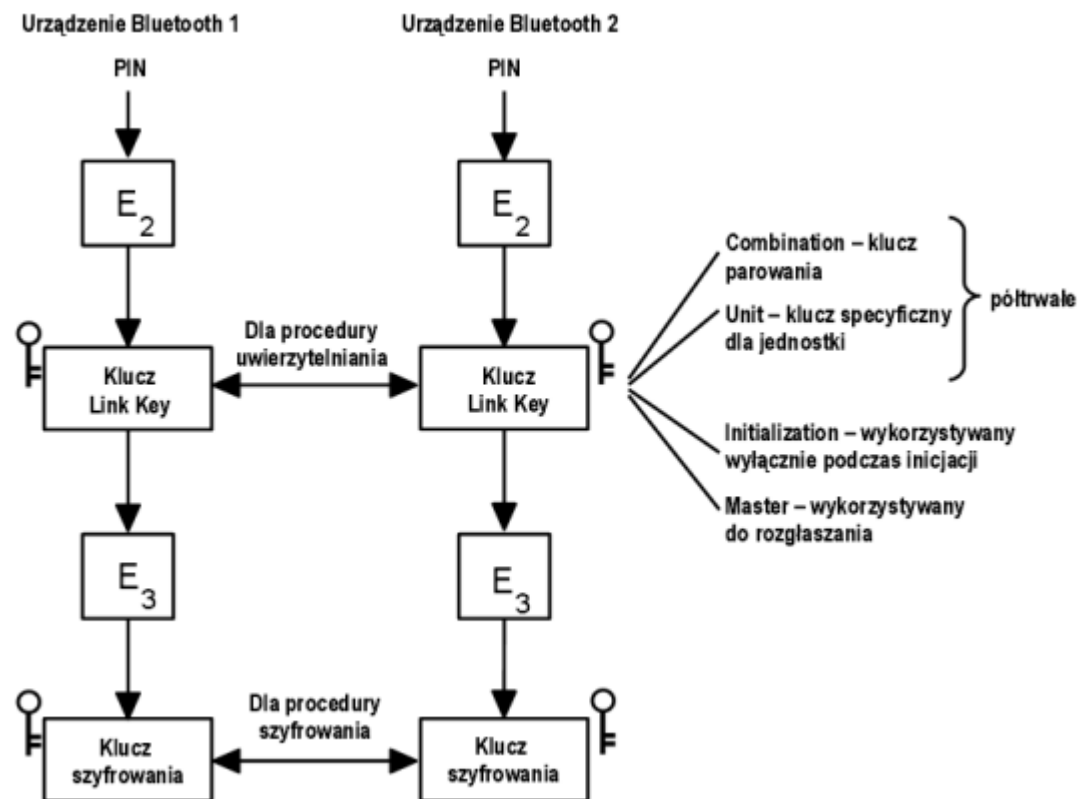 Urządzenie Bluetooth 1
Urządzenie Bluetooth 2
PIN
PIN
E2
E2
Combination – klucz
parowania
Unit – klucz specyficzny
dla jednostki
półtrwałe
Dla procedury
uwierzytelniania
Klucz
Link Key
Klucz
Link Key
Initialization – wykorzystywany
wyłącznie podczas inicjacji
Master – wykorzystywany
do rozgłaszania
E3
E3
Dla procedury
szyfrowania
Klucz
szyfrowania
Klucz
szyfrowania